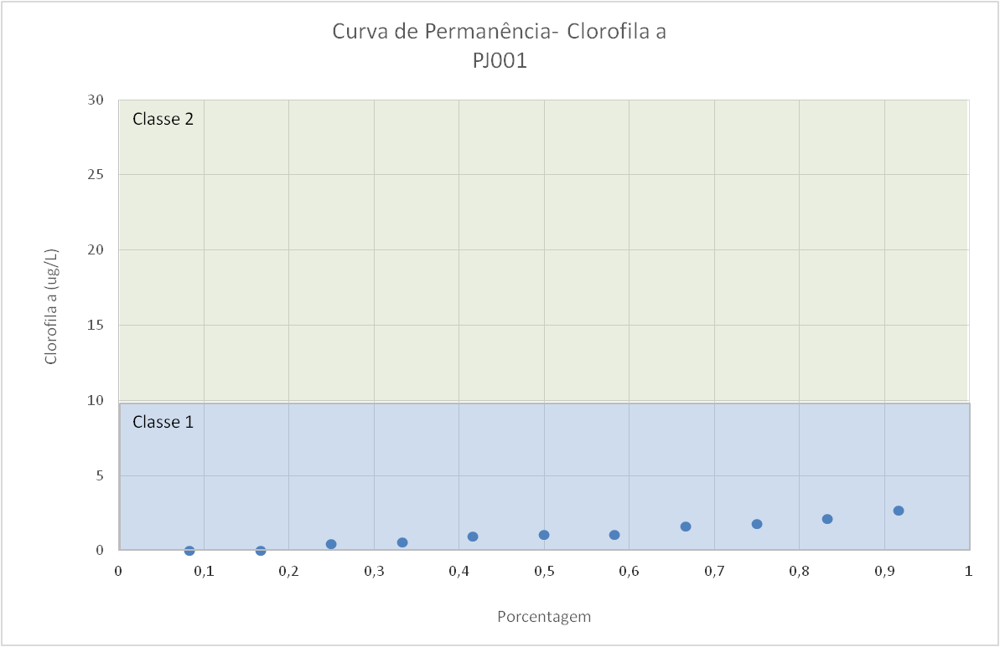 Curva de Permanência- Clorofila a
PJ001
30
Classe 2
25
20
Clorofila a (ug/L)
15
10
Classe 1
5
0
0 0,1 0,2 0,3 0,4 0,5 0,6 0,7 0,8 0,9 1
Porcentagem